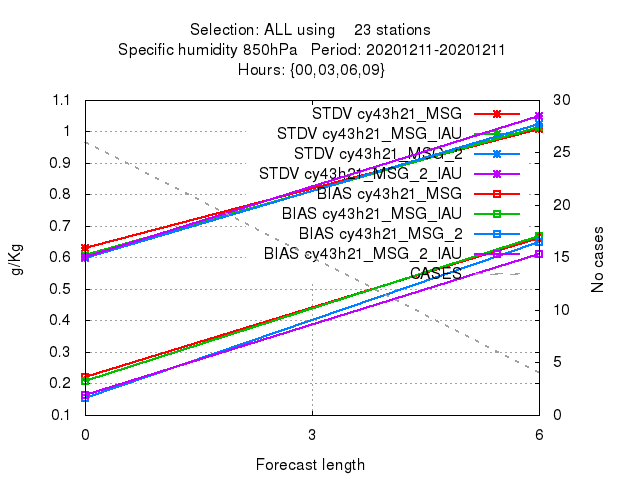 Selection: ALL using 23 stations
Specific humidity 850hPa Period: 20201211-20201211
Hours: {00,03,06,09}
1.1
1
0.9
0.8
0.7
0.6
0.5
0.4
0.3
0.2
0.1
g/Kg
STDV cy43h21_MSG
STDV cy43h21_MSG_IAU
STDV cy43h21_MSG_2
STDV cy43h21_MSG_2_IAU
BIAS cy43h21_MSG
BIAS cy43h21_MSG_IAU
BIAS cy43h21_MSG_2
BIAS cy43h21_MSG_2_IAU
CASES
30
25
20
15
10
5
0
No cases
0 3 6
Forecast length